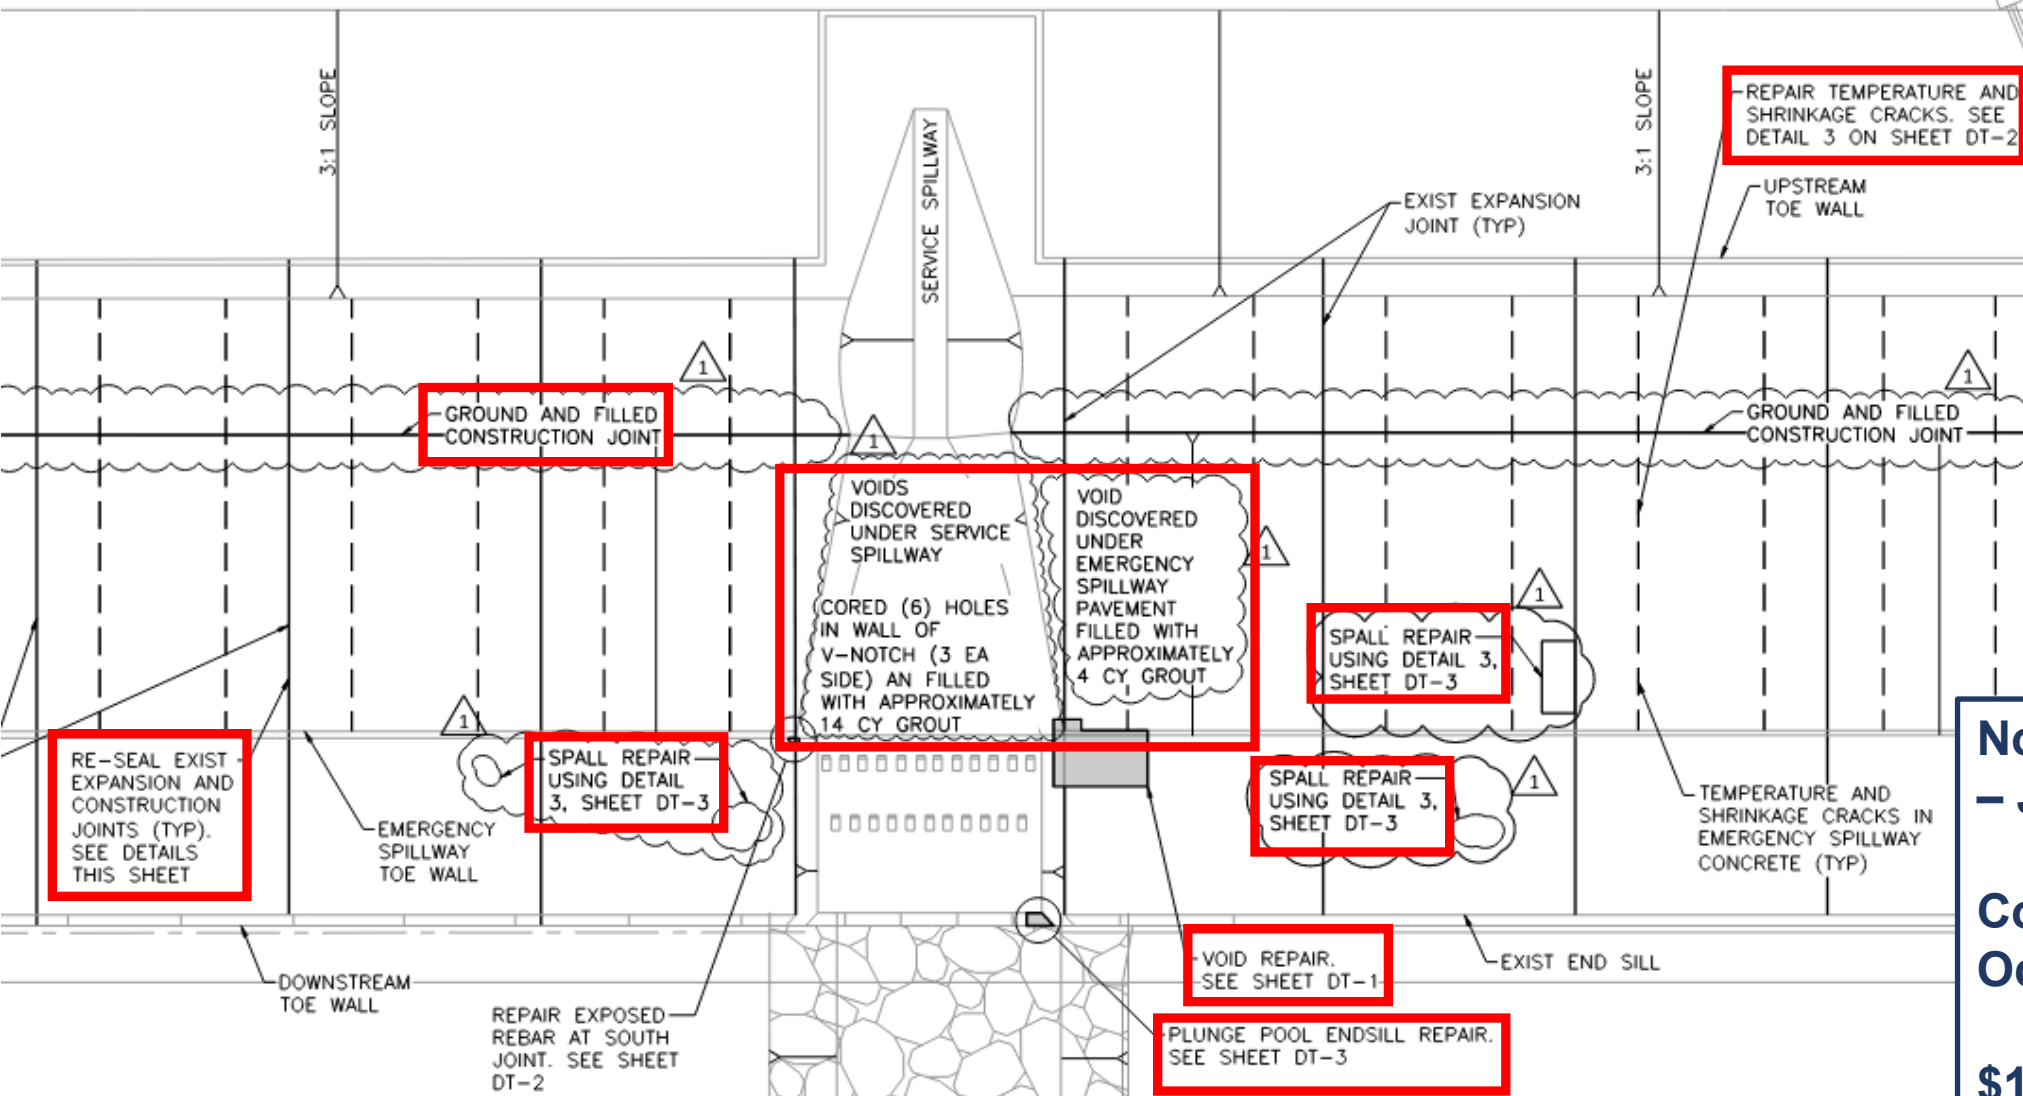 3:1 SLOPE
SERVICE SPILLWAY
3:1 SLOPE
REPAIR TEMPERATURE AND
SHRINKAGE CRACKS. SEE
DETAIL 3 ON SHEET DT-2
UPSTREAM
TOE WALL
EXIST EXPANSION
JOINT (TYP)
1
1
1
GROUND AND FILLED
CONSTRUCTION JOINT
GROUND AND FILLED
CONSTRUCTION JOINT
VOIDS
DISCOVERED
UNDER SERVICE
SPILLWAY
CORED (6) HOLES
IN WALL OF
V-NOTCH (3 EA
SIDE) AN FILLED
WITH APPROXIMATELY
14 CY GROUT
VOID
DISCOVERED
UNDER
EMERGENCY
SPILLWAY
PAVEMENT
FILLED WITH
APPROXIMATELY
4 CY GROUT
1
1
SPALL REPAIR
USING DETAIL 3,
SHEET DT-3
1
RE-SEAL EXIST
EXPANSION AND
CONSTRUCTION
JOINTS (TYP).
SEE DETAILS
THIS SHEET
SPALL REPAIR
USING DETAIL
3, SHEET DT-3
SPALL REPAIR
USING DETAIL 3,
SHEET DT-3
1
EMERGENCY
SPILLWAY
TOE WALL
TEMPERATURE AND
SHRINKAGE CRACKS IN
EMERGENCY SPILLWAY
CONCRETE (TYP)
DOWNSTREAM
TOE WALL
REPAIR EXPOSED
REBAR AT SOUTH
JOINT. SEE SHEET
DT-2
VOID REPAIR.
SEE SHEET DT-1
EXIST END SILL
PLUNGE POOL ENDSILL REPAIR.
SEE SHEET DT-3
$1